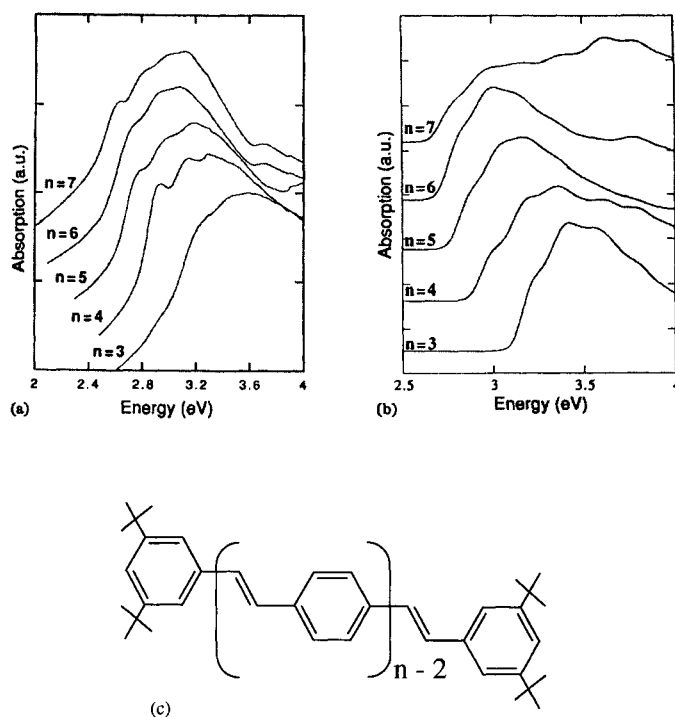 Absorption (a.u.)
n=7
n=6
n=5
n=4
n=3
2
2.4
2.8
3.2
3.6
4
(a)
Energy (eV)
Absorption (a.u.)
n=7
n=6
n=5
n=4
n=3
2.5
3
3.5
4
(b)
Energy (eV)
n - 2
(c)